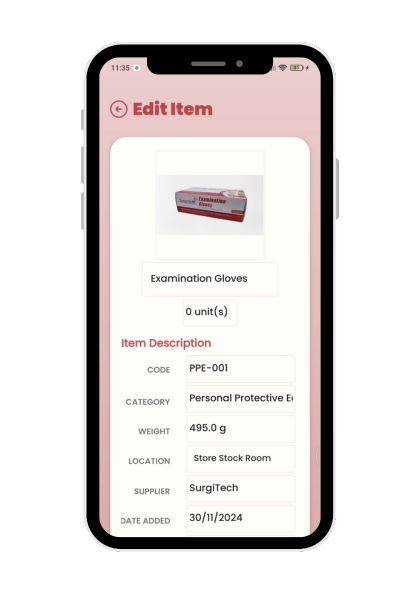 11:35
Edit Item
Examination
Gloves
Examination Gloves
0 unit(s)
Item Description
CODE PPE-001
CATEGORY Personal Protective E
WEIGHT 495.0 g
LOCATION Store Stock Room
SUPPLIER SurgiTech
DATE ADDED 30/11/2024